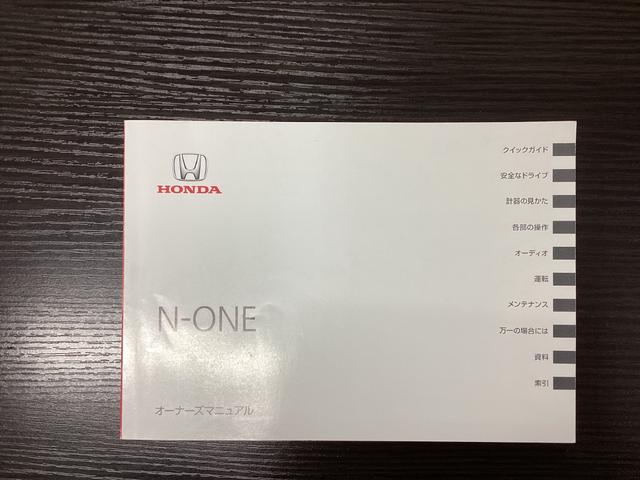 HONDA
N-ONE
オーナーズマニュアル
クイックガイド
安全なドライブ
計器の見かた
各部の操作
オーディオ
運転
メンテナンス
万一の場合には
資料
索引